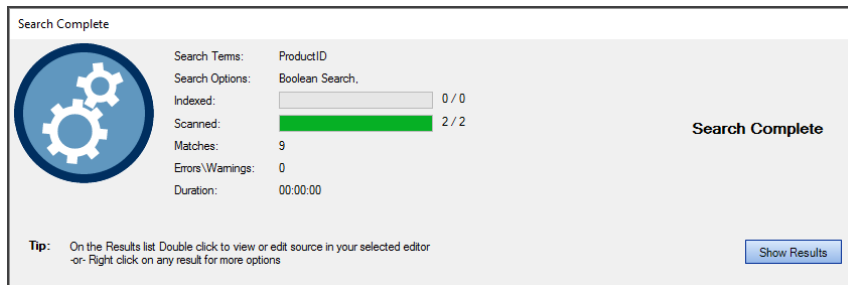 Search Complete
Search Terms: ProductID
Search Options: Boolean Search,
Indexed: 0 / 0
Scanned: 2 / 2
Matches: 9
Errors\Warnings: 0
Duration: 00:00:00
Search Complete
Tip: On the Results list Double click to view or edit source in your selected editor
-or- Right click on any result for more options
Show Results